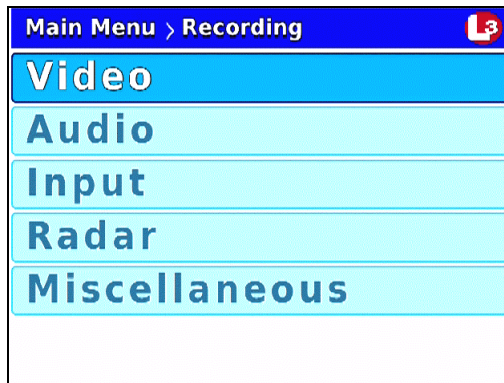 Main Menu > Recording
L3
Video
Audio
Input
Radar
Miscellaneous